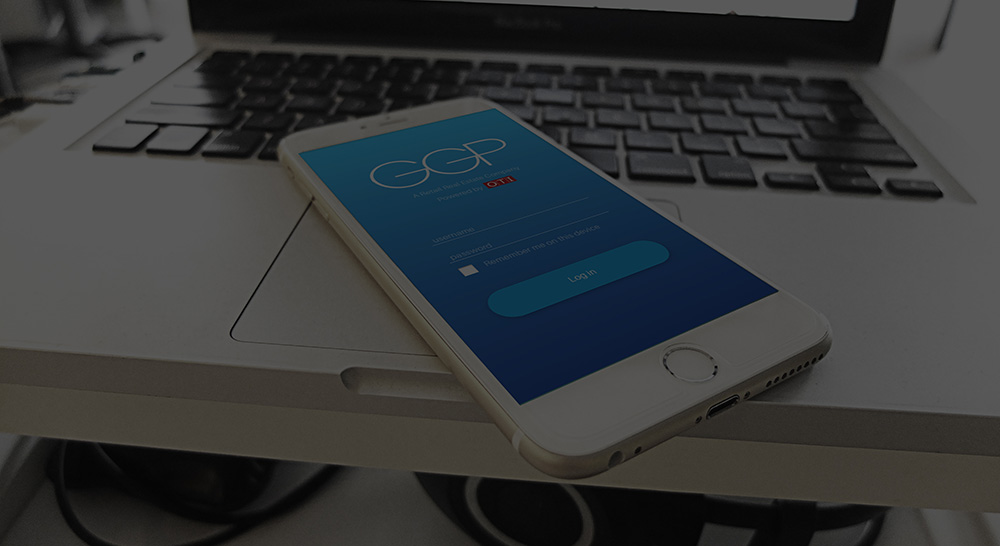 MacBook Pro
GGP
A Retail Real Estate Company
Powered by OTT
username
password
Remember me on this device
Log in